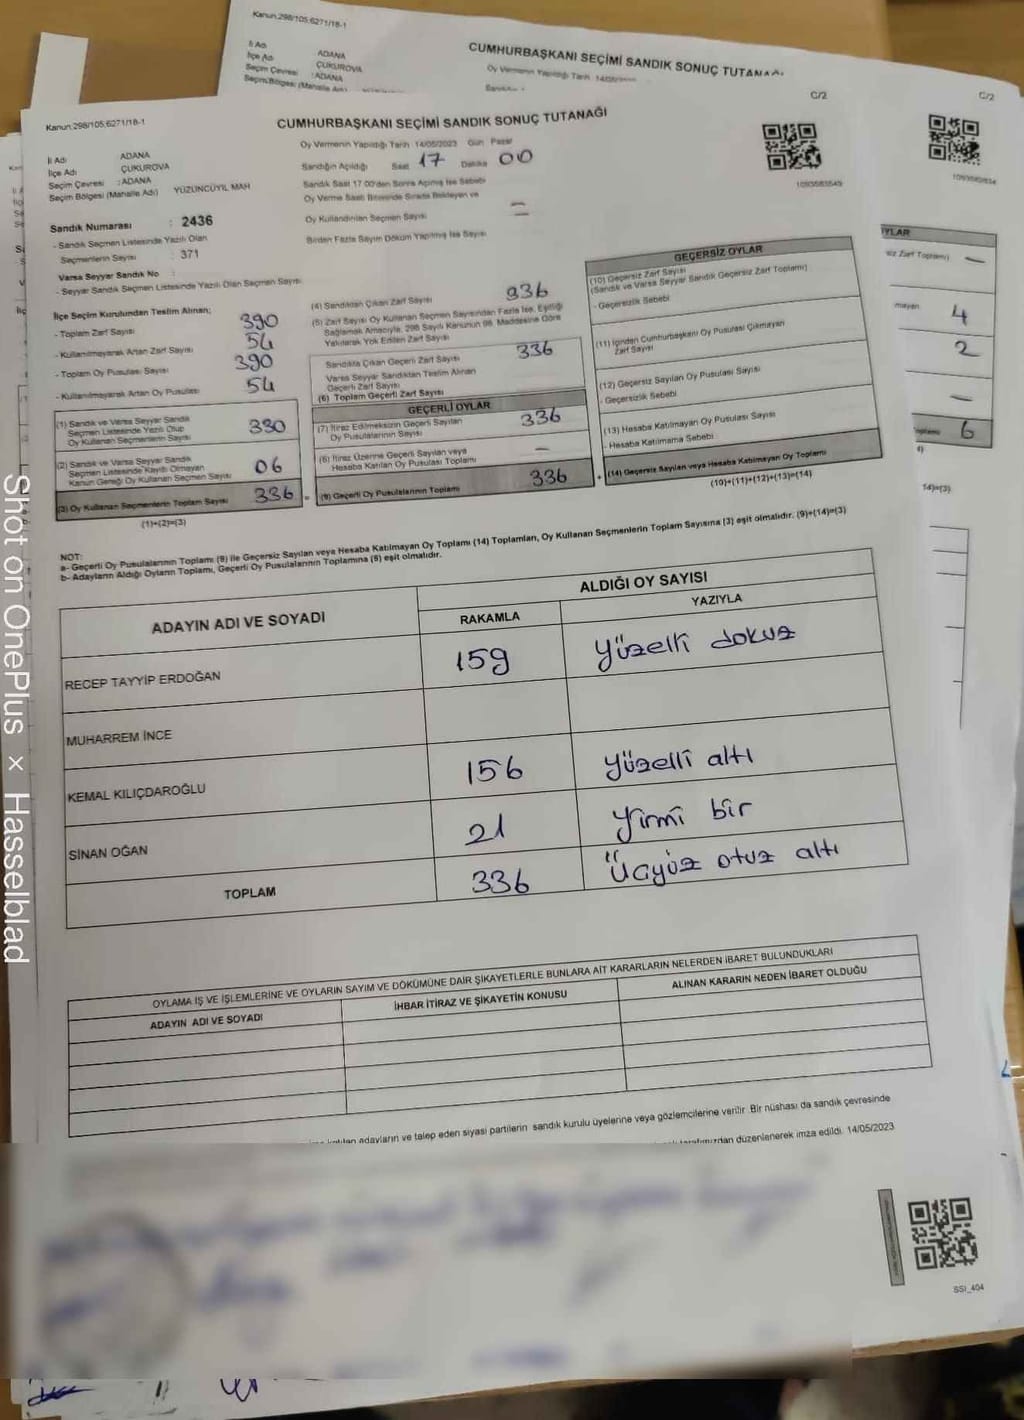 Kanun:298/105;6271/18-1
İl Adı ADANA
İlçe Adı ÇUKUROVA
Seçim Çevresi :ADANA
CUMHURBAŞKANI SEÇİMİ SANDIK SONUÇ TUTANAĞI
Oy Vermenin Yapıldığı Tarih
C/2
1093580834
Kanun:298/105;6271/18-1
CUMHURBAŞKANI SEÇİMİ SANDIK SONUÇ TUTANAĞI
C/2
İl Adı ADANA
İlçe Adı ÇUKUROVA
Seçim Çevresi :ADANA
Seçim Bölgesi (Mahalle Adı) YÜZÜNCÜYIL MAH
Oy Vermenin Yapıldığı Tarih 14/05/2023 Gün Pazar
Sandığın Açıldığı Saat 17 Dakika 00
Sandık Saat 17:00'den Sonra Açılmış İse Sebebi
Oy Verme Saati Bitiminde Sırada Bekleyen ve
Oy Kullandırılan Seçmen Sayısı
Birden Fazla Sayım Döküm Yapılmış İse Sayısı
1093583549
Sandık Numarası : 2436
- Sandık Seçmen Listesinde Yazılı Olan
Seçmenlerin Sayısı : 371
Varsa Seyyar Sandık No :
- Seyyar Sandık Seçmen Listesinde Yazılı Olan Seçmen Sayısı
İlçe Seçim Kurulundan Teslim Alınan;
- Toplam Zarf Sayısı 390
- Kullanılmayarak Artan Zarf Sayısı 54
- Toplam Oy Pusulası Sayısı 390
- Kullanılmayarak Artan Oy Pusulası 54
(1) Sandık ve Varsa Seyyar Sandık
Seçmen Listesinde Yazılı Olup
Oy Kullanan Seçmenlerin Sayısı 330
(2) Sandık ve Varsa Seyyar Sandık
Seçmen Listesinde Kayıtlı Olmayan
Kanun Gereği Oy Kullanan Seçmen Sayısı 06
(3) Oy Kullanan Seçmenlerin Toplam Sayısı 336
(1)+(2)=(3)
(4) Sandıktan Çıkan Zarf Sayısı 336
(5) Zarf Sayısı Oy Kullanan Seçmen Sayısından Fazla İse, Eşitliği
Sağlamak Amacıyla, 298 Sayılı Kanunun 98. Maddesine Göre
Yakılarak Yok Edilen Zarf Sayısı
Sandıkta Çıkan Geçerli Zarf Sayısı 336
Varsa Seyyar Sandıktan Teslim Alınan
Geçerli Zarf Sayısı
(6) Toplam Geçerli Zarf Sayısı
GEÇERLİ OYLAR
(7) İtiraz Edilmeksizin Geçerli Sayılan
Oy Pusulalarının Sayısı 336
(8) İtiraz Üzerine Geçerli Sayılan veya
Hesaba Katılan Oy Pusulası Toplamı —
(9) Geçerli Oy Pusulalarının Toplamı 336
GEÇERSİZ OYLAR
(10) Geçersiz Zarf Sayısı
(Sandık ve Varsa Seyyar Sandık Geçersiz Zarf Toplamı)
- Geçersizlik Sebebi
(11) İçinden Cumhurbaşkanı Oy Pusulası Çıkmayan
Zarf Sayısı
(12) Geçersiz Sayılan Oy Pusulası Sayısı
- Geçersizlik Sebebi
(13) Hesaba Katılmayan Oy Pusulası Sayısı
- Hesaba Katılmama Sebebi
+ (14) Geçersiz Sayılan veya Hesaba Katılmayan Oy Toplamı
(10)+(11)+(12)+(13)=(14)
4
2
—
6
14)=(3)
NOT:
a- Geçerli Oy Pusulalarının Toplamı (9) ile Geçersiz Sayılan veya Hesaba Katılmayan Oy Toplamı (14) Toplamları, Oy Kullanan Seçmenlerin Toplam Sayısına (3) eşit olmalıdır. (9)+(14)=(3)
b- Adayların Aldığı Oyların Toplamı, Geçerli Oy Pusulalarının Toplamına (9) eşit olmalıdır.
ADAYIN ADI VE SOYADI ALDIĞI OY SAYISI
RAKAMLA YAZIYLA
RECEP TAYYİP ERDOĞAN 159 yüzelli dokuz
MUHARREM İNCE
KEMAL KILIÇDAROĞLU 156 yüzelli altı
SİNAN OĞAN 21 yirmi bir
TOPLAM 336 Üçyüz otuz altı
OYLAMA İŞ VE İŞLEMLERİNE VE OYLARIN SAYIM VE DÖKÜMÜNE DAİR ŞİKAYETLERLE BUNLARA AİT KARARLARIN NELERDEN İBARET BULUNDUKLARI
ADAYIN ADI VE SOYADI İHBAR İTİRAZ VE ŞİKAYETİN KONUSU ALINAN KARARIN NEDEN İBARET OLDUĞU
adayların ve talep eden siyasi partilerin sandık kurulu üyelerine veya gözlemcilerine verilir. Bir nüshası da sandık çevresinde
düzenlenerek imza edildi. 14/05/2023
SSI_404
Shot on OnePlus × Hasselblad